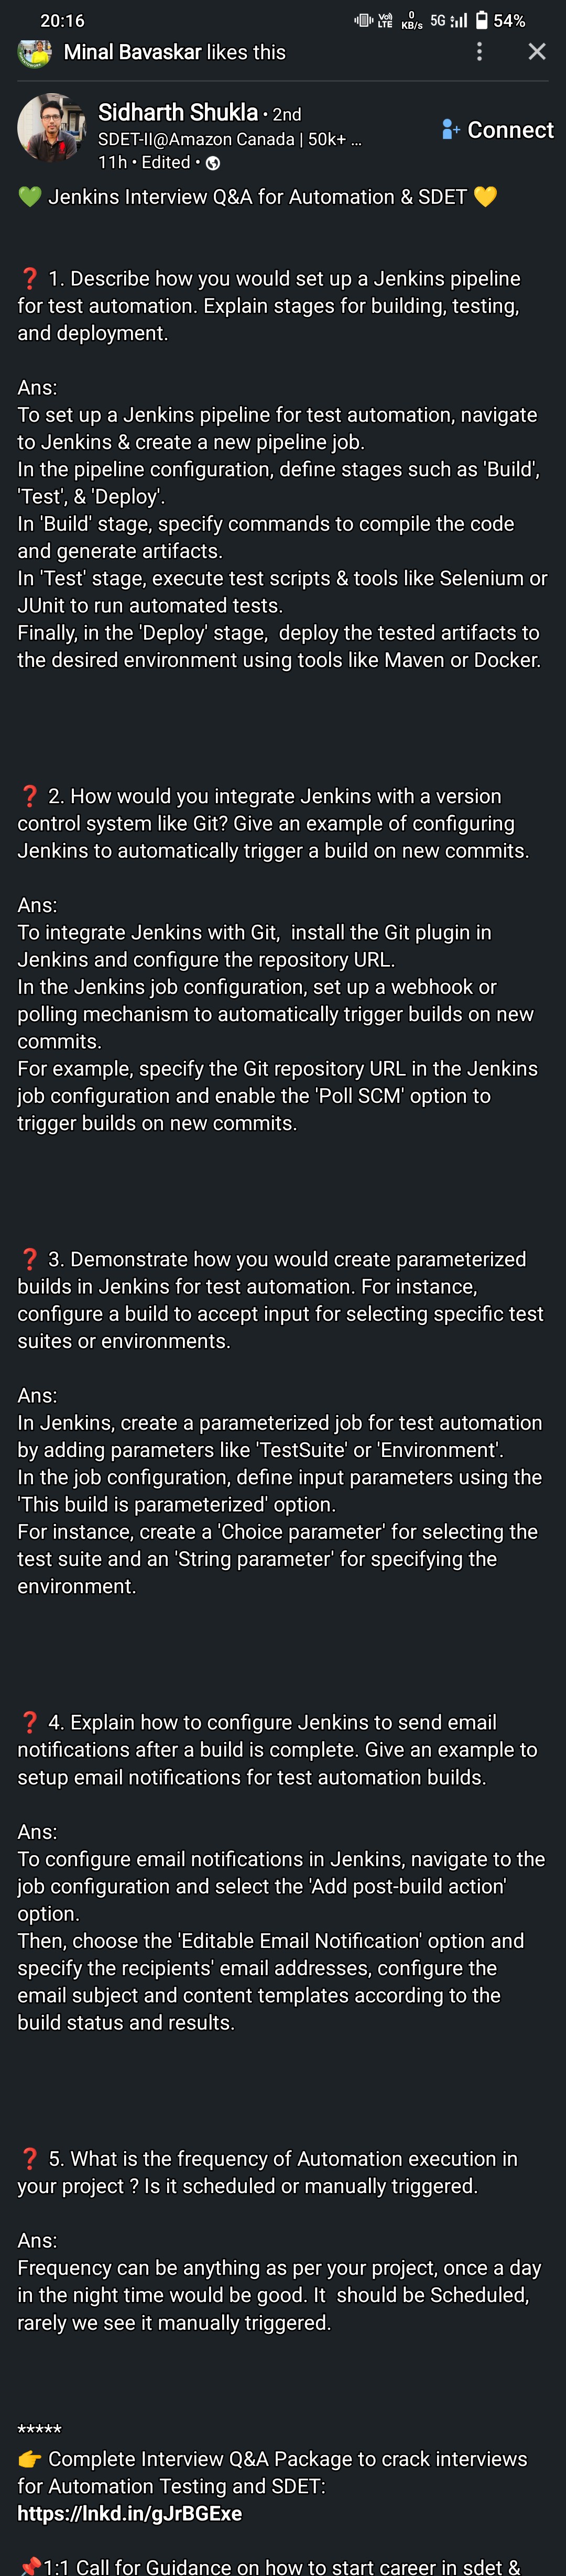 20:16 Vo) LTE 0 KB/s 5G 54%
Minal Bavaskar likes this
Sidharth Shukla • 2nd
SDET-II@Amazon Canada | 50k+ ...
Connect
11h • Edited •
💚 Jenkins Interview Q&A for Automation & SDET 💛
❓ 1. Describe how you would set up a Jenkins pipeline
for test automation. Explain stages for building, testing,
and deployment.
Ans:
To set up a Jenkins pipeline for test automation, navigate
to Jenkins & create a new pipeline job.
In the pipeline configuration, define stages such as 'Build',
'Test', & 'Deploy'.
In 'Build' stage, specify commands to compile the code
and generate artifacts.
In 'Test' stage, execute test scripts & tools like Selenium or
JUnit to run automated tests.
Finally, in the 'Deploy' stage,  deploy the tested artifacts to
the desired environment using tools like Maven or Docker.
❓ 2. How would you integrate Jenkins with a version
control system like Git? Give an example of configuring
Jenkins to automatically trigger a build on new commits.
Ans:
To integrate Jenkins with Git,  install the Git plugin in
Jenkins and configure the repository URL.
In the Jenkins job configuration, set up a webhook or
polling mechanism to automatically trigger builds on new
commits.
For example, specify the Git repository URL in the Jenkins
job configuration and enable the 'Poll SCM' option to
trigger builds on new commits.
❓ 3. Demonstrate how you would create parameterized
builds in Jenkins for test automation. For instance,
configure a build to accept input for selecting specific test
suites or environments.
Ans:
In Jenkins, create a parameterized job for test automation
by adding parameters like 'TestSuite' or 'Environment'.
In the job configuration, define input parameters using the
'This build is parameterized' option.
For instance, create a 'Choice parameter' for selecting the
test suite and an 'String parameter' for specifying the
environment.
❓ 4. Explain how to configure Jenkins to send email
notifications after a build is complete. Give an example to
setup email notifications for test automation builds.
Ans:
To configure email notifications in Jenkins, navigate to the
job configuration and select the 'Add post-build action'
option.
Then, choose the 'Editable Email Notification' option and
specify the recipients' email addresses, configure the
email subject and content templates according to the
build status and results.
❓ 5. What is the frequency of Automation execution in
your project ? Is it scheduled or manually triggered.
Ans:
Frequency can be anything as per your project, once a day
in the night time would be good. It  should be Scheduled,
rarely we see it manually triggered.
*****
👉 Complete Interview Q&A Package to crack interviews
for Automation Testing and SDET:
https://lnkd.in/gJrBGExe
📌1:1 Call for Guidance on how to start career in sdet &